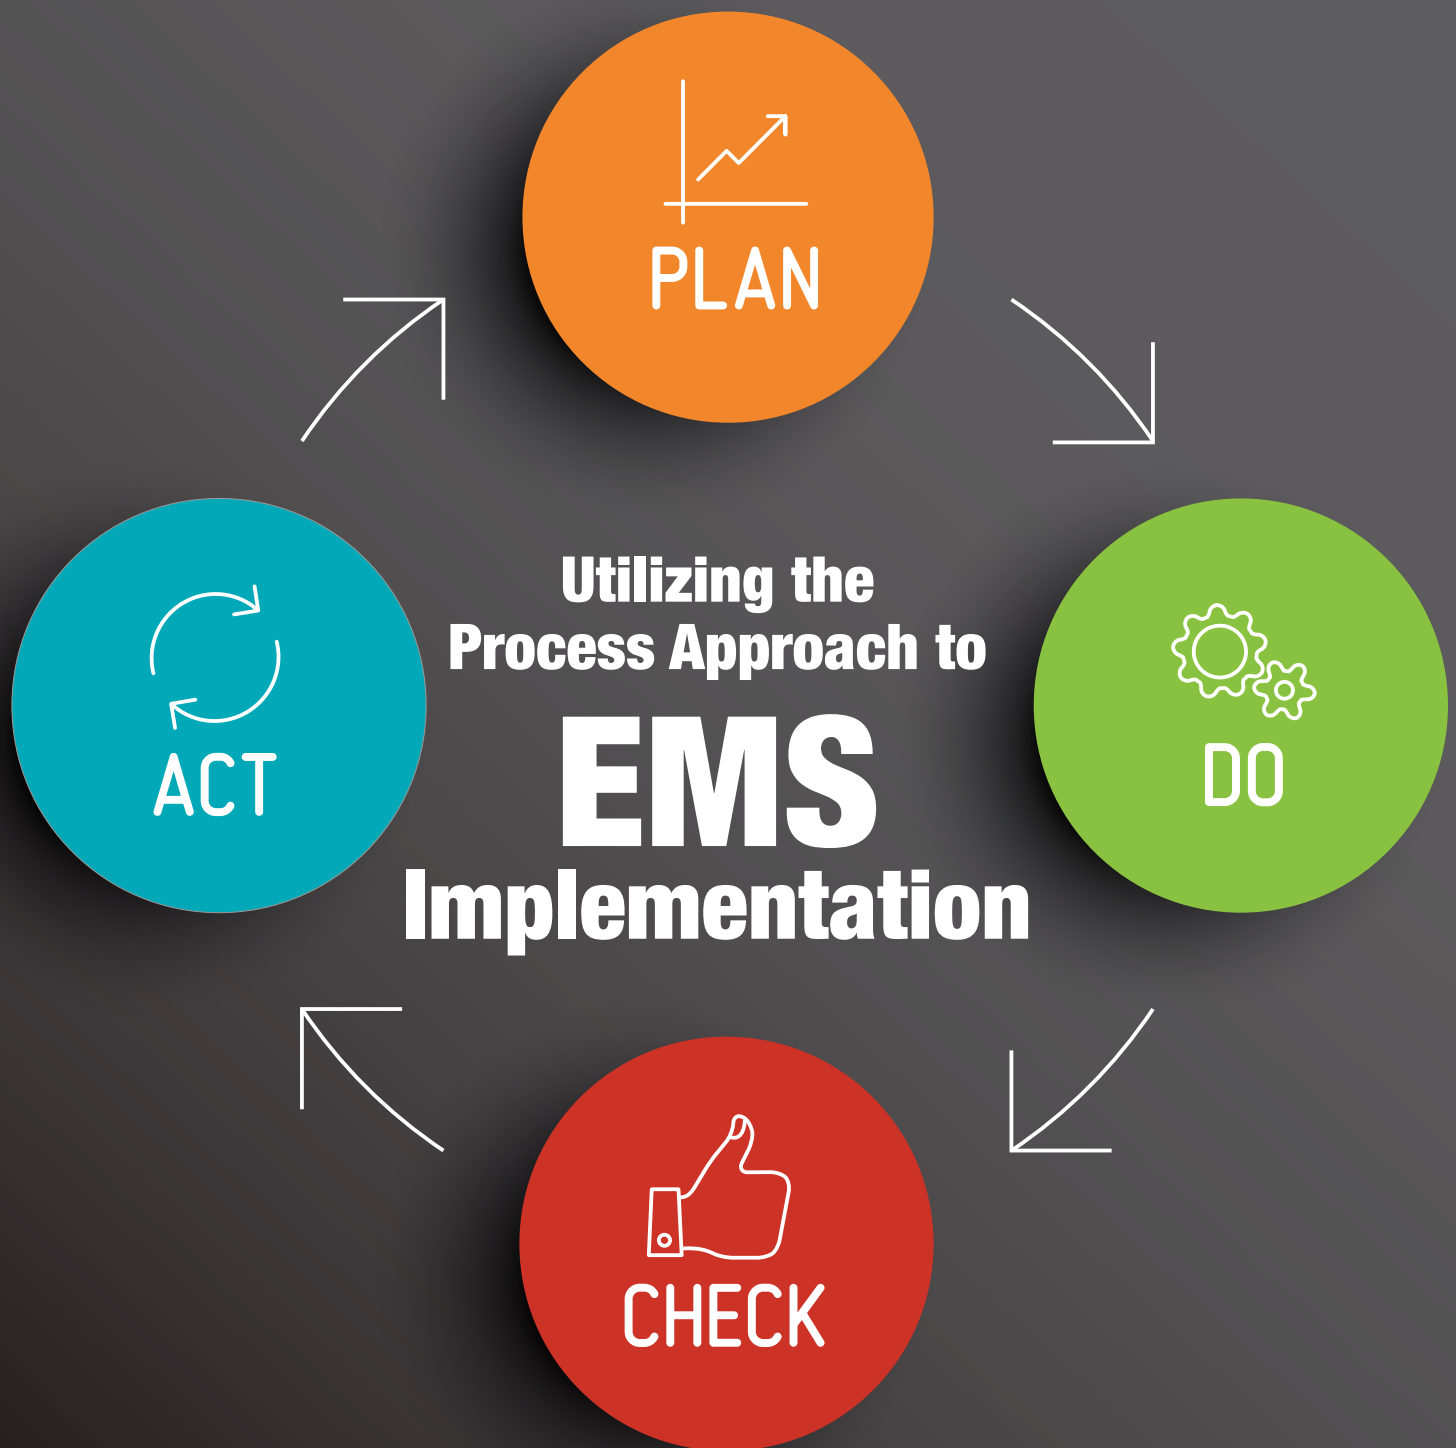 PLAN
Utilizing the
Process Approach to
EMS
Implementation
ACT
DO
CHECK